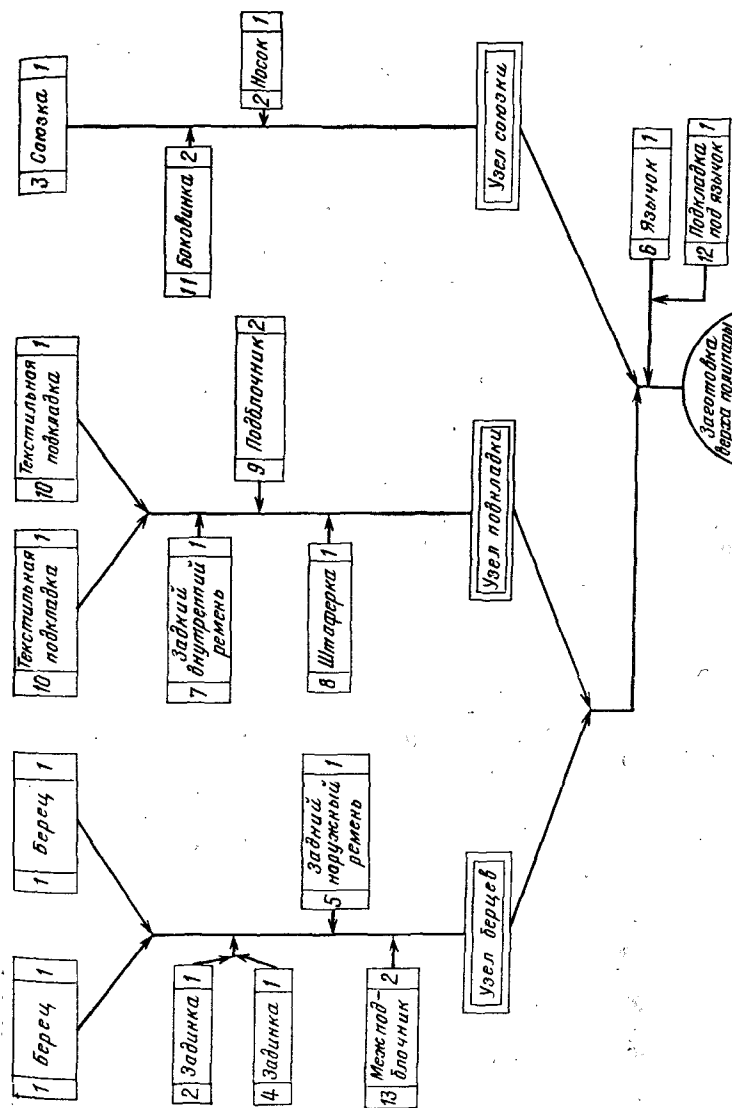 1 Берец 1
1 Берец 1
2 Задинка 1
4 Задинка 1
5 Задний 1
наружный
ремень
13 Межпод- 2
блочник
Узел берцев
10 Текстильная 1
подкладка
10 Текстильная 1
подкладка
7 Задний 1
внутренний
ремень
9 Подблочник 2
8 Штаферка 1
Узел подкладки
3 Союзка 1
2 Носок 1
11 Боковинка 2
Узел союзки
6 Язычок 1
12 Подкладка 1
под язычок
Заготовка
верха полупары